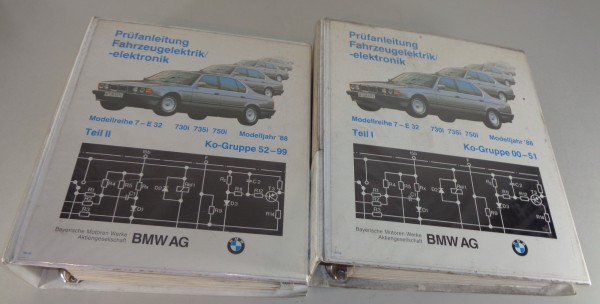 Prüfanleitung
Fahrzeugelektrik/
-elektronik
Modellreihe 7 – E 32 730i 735i 750i Modelljahr '88
Teil II
Ko-Gruppe 52–99
Bayerische Motoren Werke
Aktiengesellschaft
BMW AG
Prüfanleitung
Fahrzeugelektrik/
-elektronik
Modellreihe 7 – E 32 730i 735i 750i Modelljahr '88
Teil I
Ko-Gruppe 00–51
Bayerische Motoren Werke
Aktiengesellschaft
BMW AG